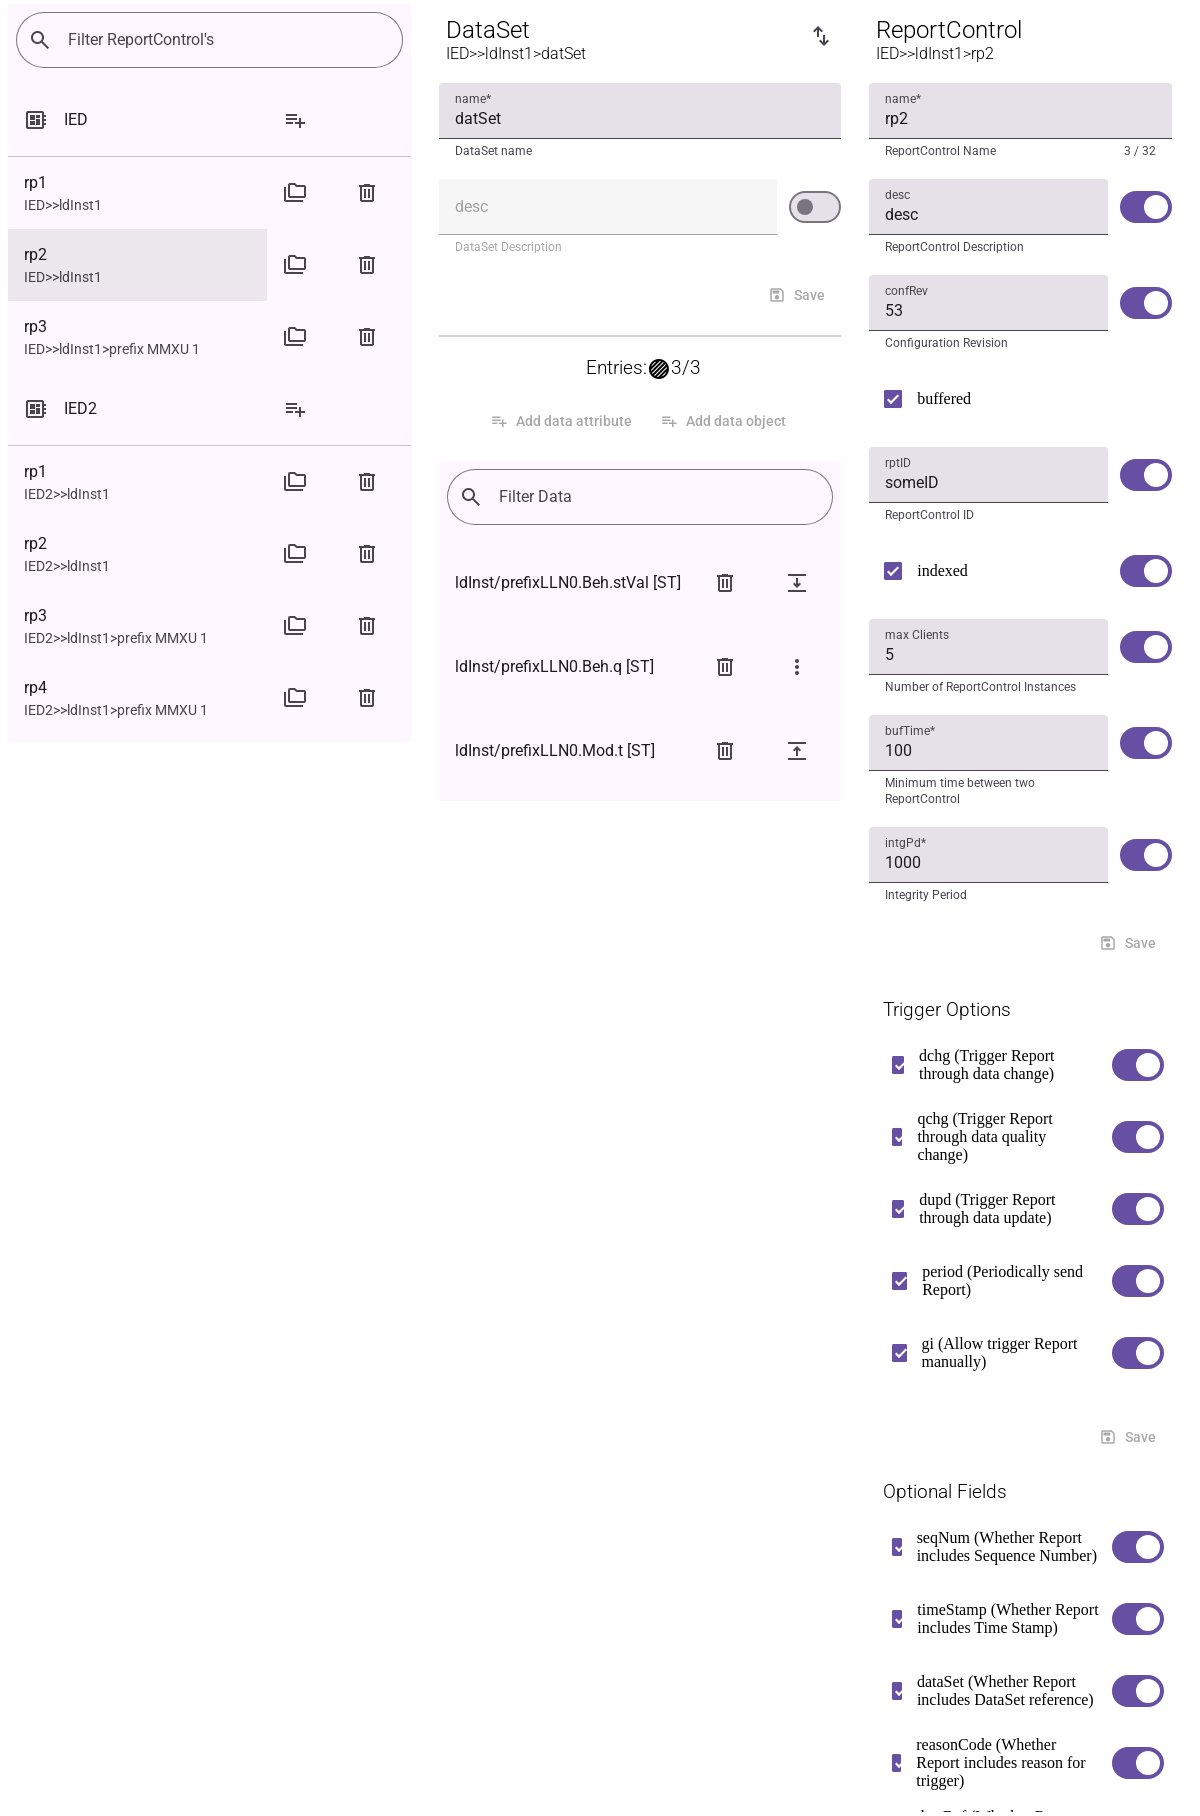 Filter ReportControl's
IED
rp1
IED>>ldInst1
rp2
IED>>ldInst1
rp3
IED>>ldInst1>prefix MMXU 1
IED2
rp1
IED2>>ldInst1
rp2
IED2>>ldInst1
rp3
IED2>>ldInst1>prefix MMXU 1
rp4
IED2>>ldInst1>prefix MMXU 1
DataSet
IED>>ldInst1>datSet
name*
datSet
DataSet name
desc
DataSet Description
Save
Entries: 3/3
Add data attribute Add data object
Filter Data
ldInst/prefixLLN0.Beh.stVal [ST]
ldInst/prefixLLN0.Beh.q [ST]
ldInst/prefixLLN0.Mod.t [ST]
ReportControl
IED>>ldInst1>rp2
name*
rp2
ReportControl Name 3 / 32
desc
desc
ReportControl Description
confRev
53
Configuration Revision
buffered
rptID
someID
ReportControl ID
indexed
max Clients
5
Number of ReportControl Instances
bufTime*
100
Minimum time between two
ReportControl
intgPd*
1000
Integrity Period
Save
Trigger Options
dchg (Trigger Report
through data change)
qchg (Trigger Report
through data quality
change)
dupd (Trigger Report
through data update)
period (Periodically send
Report)
gi (Allow trigger Report
manually)
Save
Optional Fields
seqNum (Whether Report
includes Sequence Number)
timeStamp (Whether Report
includes Time Stamp)
dataSet (Whether Report
includes DataSet reference)
reasonCode (Whether
Report includes reason for
trigger)